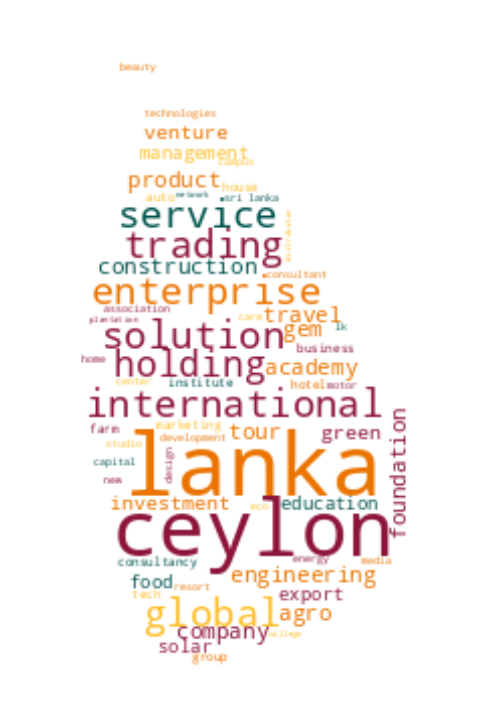 beauty
technologies
venture
management
campus
product
house
auto network sri lanka
service
distributor
trading
construction
consultant
enterprise
association
travel
plantation
care
gem lk
solution
business
home
holding
academy
center institute
hotel motor
international
foundation
farm
marketing
tour
green
development
studio
lanka
capital
design
new
investment
eco
education
ceylon
consultancy
energy
media
food
engineering
resort
tech
export
global
agro
company
college
solar
group